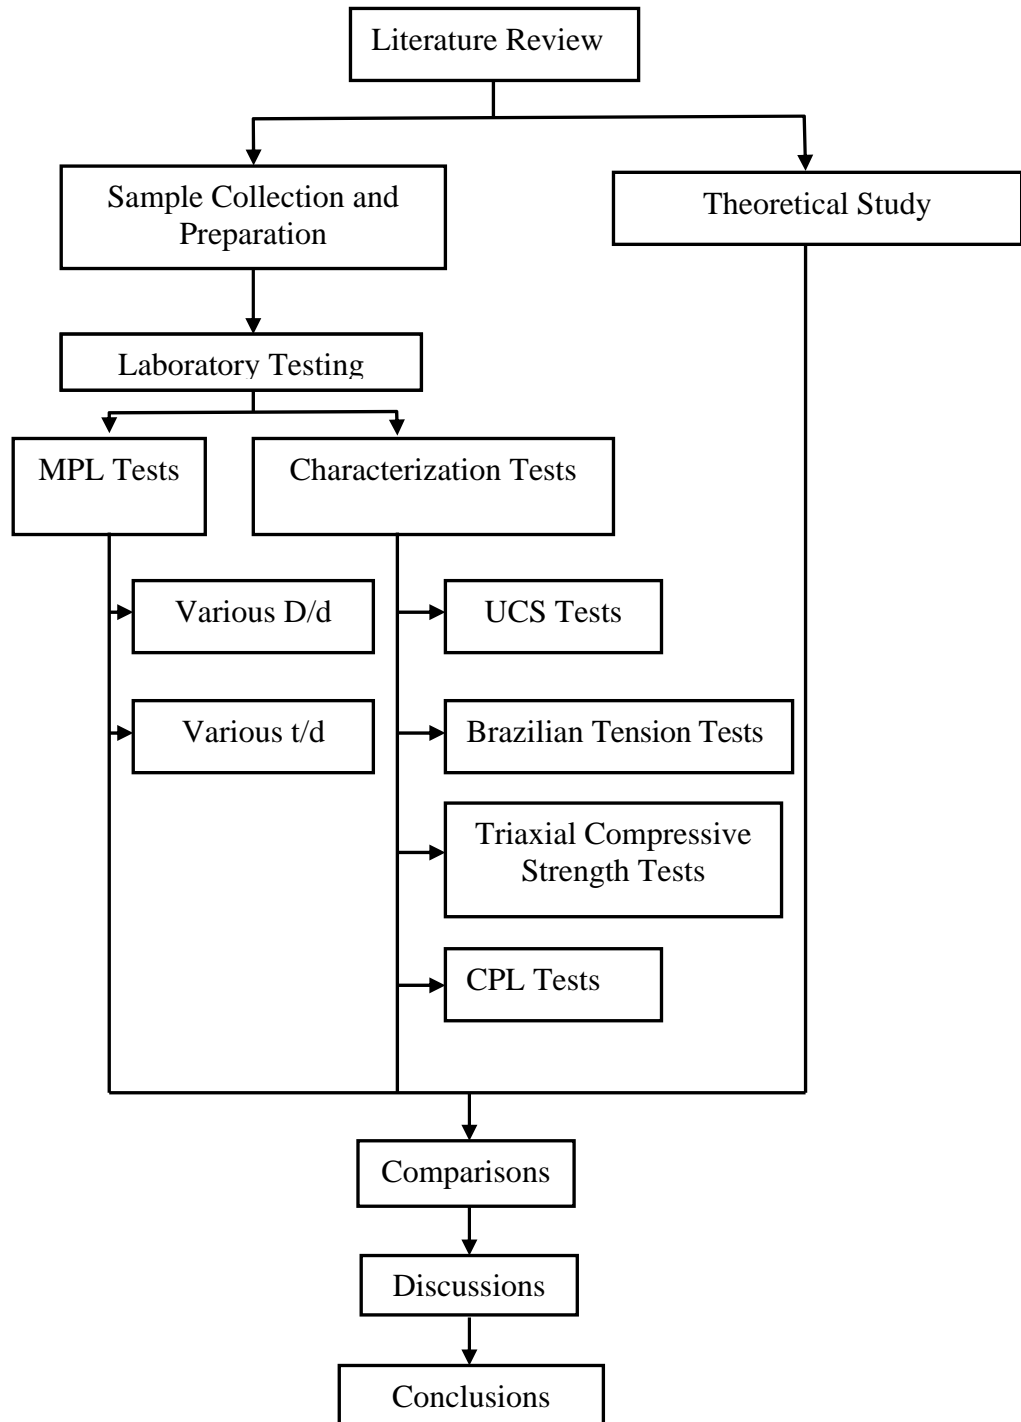 Literature Review
Sample Collection and
Preparation
Theoretical Study
Laboratory Testing
MPL Tests
Characterization Tests
Various D/d
UCS Tests
Various t/d
Brazilian Tension Tests
Triaxial Compressive
Strength Tests
CPL Tests
Comparisons
Discussions
Conclusions